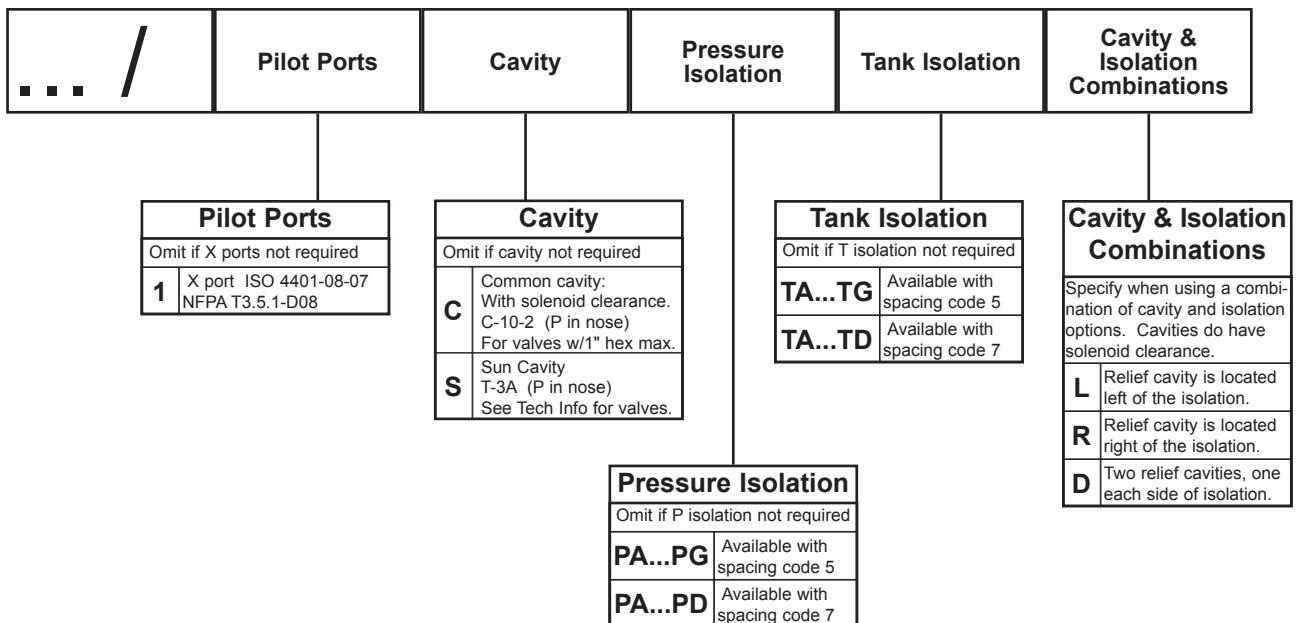 ... /
Pilot Ports
Cavity
Pressure
Isolation
Tank Isolation
Cavity &
Isolation
Combinations
Pilot Ports
Omit if X ports not required
1
X port ISO 4401-08-07
NFPA T3.5.1-D08
Cavity
Omit if cavity not required
C
Common cavity:
With solenoid clearance.
C-10-2 (P in nose)
For valves w/1" hex max.
S
Sun Cavity
T-3A (P in nose)
See Tech Info for valves.
Pressure Isolation
Omit if P isolation not required
PA...PG
Available with
spacing code 5
PA...PD
Available with
spacing code 7
Tank Isolation
Omit if T isolation not required
TA...TG
Available with
spacing code 5
TA...TD
Available with
spacing code 7
Cavity & Isolation
Combinations
Specify when using a combi-
nation of cavity and isolation
options. Cavities do have
solenoid clearance.
L
Relief cavity is located
left of the isolation.
R
Relief cavity is located
right of the isolation.
D
Two relief cavities, one
each side of isolation.